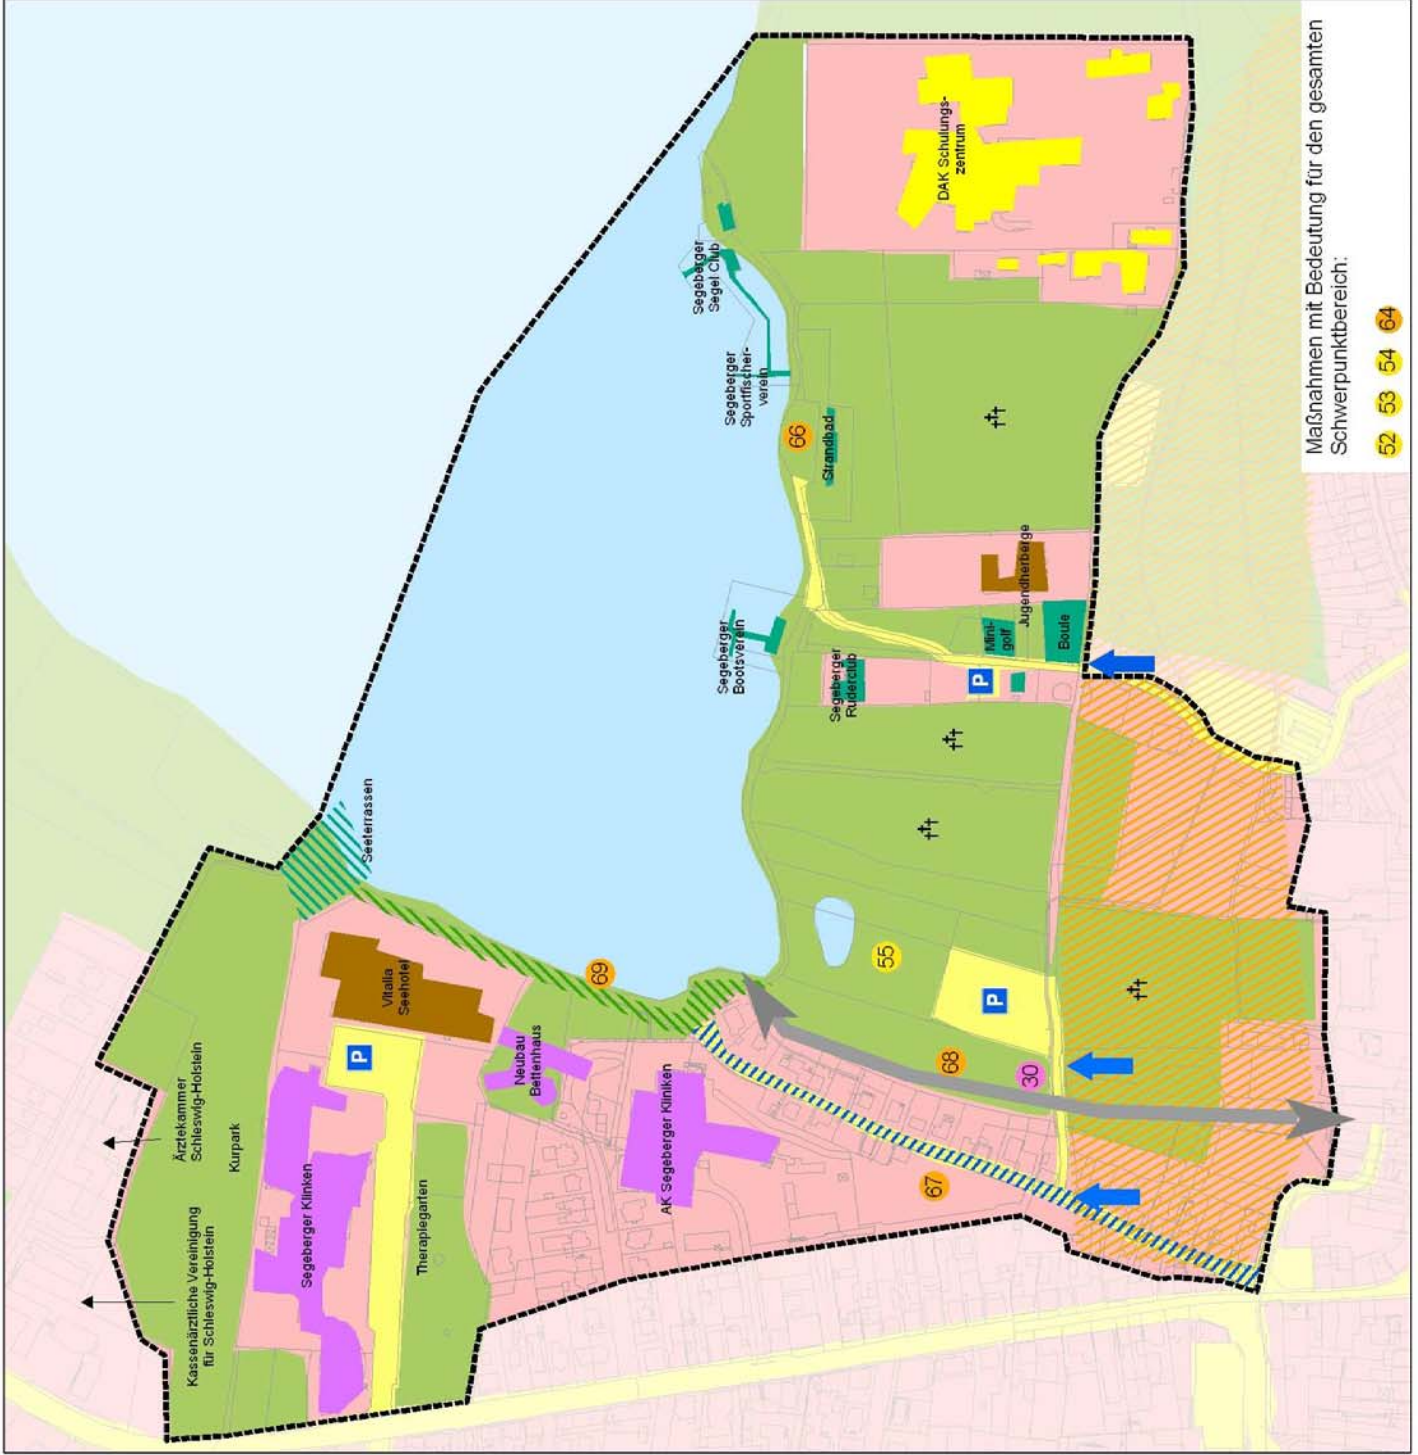 Kassenärztliche Vereinigung
für Schleswig-Holstein
Ärztekammer
Schleswig-Holstein
Kurpark
Segeberger Kliniken
P
Therapiegarten
Vitalia
Seehotel
Seeterrassen
Neubau
Bettenhaus
AK Segeberger Kliniken
69
67
68
30
55
P
Segeberger
Bootsverein
Segeberger
Ruderclub
P
Mini-
golf
Boule
Jugendherberge
66
Strandbad
Segeberger
Sportfischer-
verein
Segeberger
Segel Club
DAK Schulungs-
zentrum
Maßnahmen mit Bedeutung für den gesamten
Schwerpunktbereich:
52 53 54 64